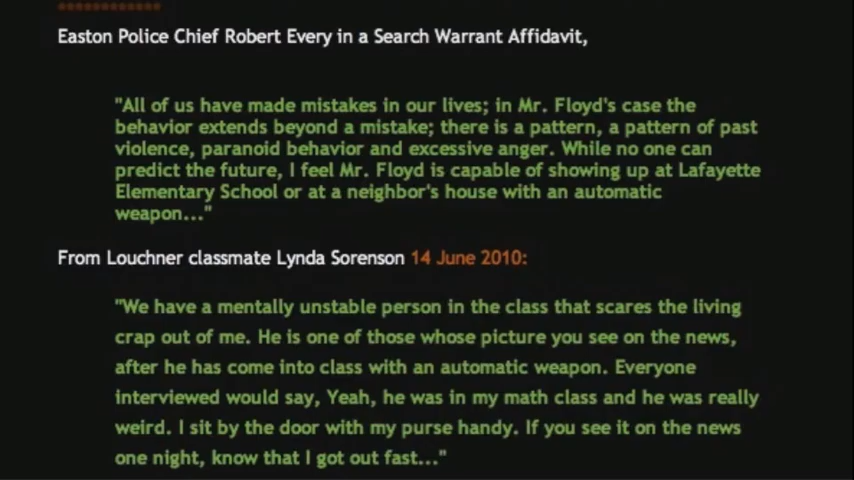 Easton Police Chief Robert Every in a Search Warrant Affidavit,
"All of us have made mistakes in our lives; in Mr. Floyd's case the
behavior extends beyond a mistake; there is a pattern, a pattern of past
violence, paranoid behavior and excessive anger. While no one can
predict the future, I feel Mr. Floyd is capable of showing up at Lafayette
Elementary School or at a neighbor's house with an automatic
weapon..."
From Louchner classmate Lynda Sorenson 14 June 2010:
"We have a mentally unstable person in the class that scares the living
crap out of me. He is one of those whose picture you see on the news,
after he has come into class with an automatic weapon. Everyone
interviewed would say, Yeah, he was in my math class and he was really
weird. I sit by the door with my purse handy. If you see it on the news
one night, know that I got out fast..."